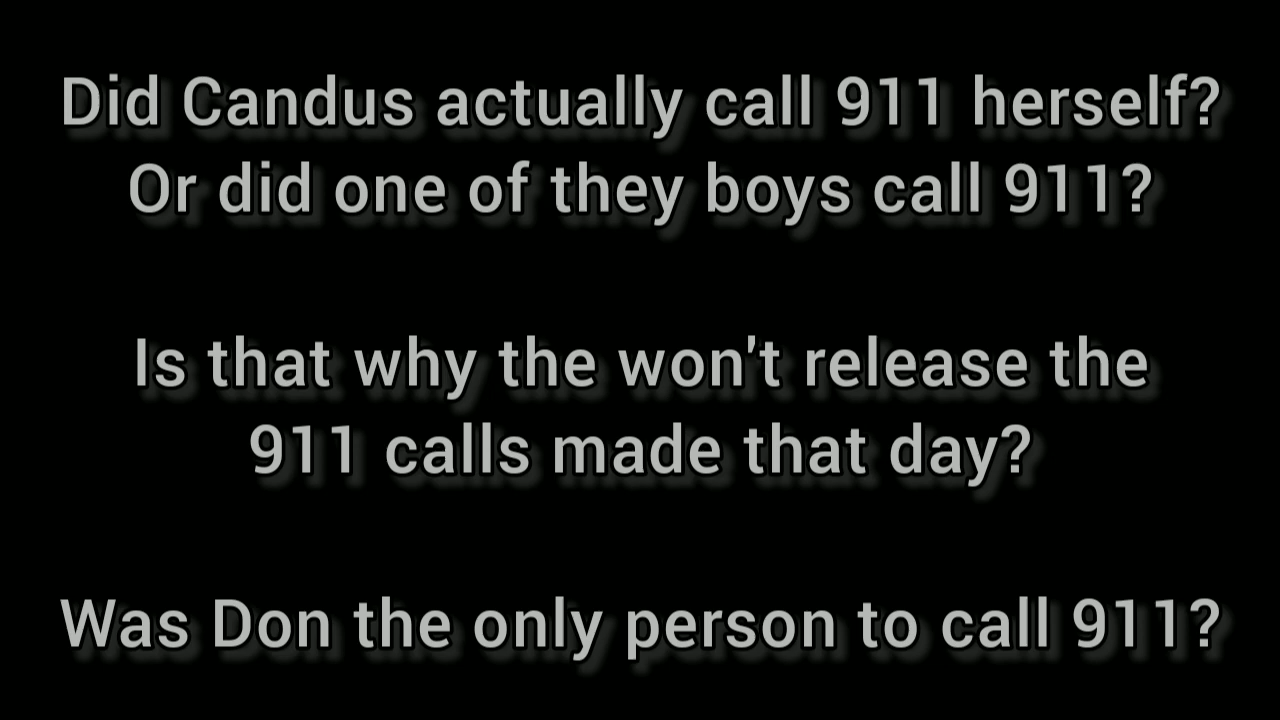 Did Candus actually call 911 herself?
Or did one of they boys call 911?
Is that why the won't release the
911 calls made that day?
Was Don the only person to call 911?